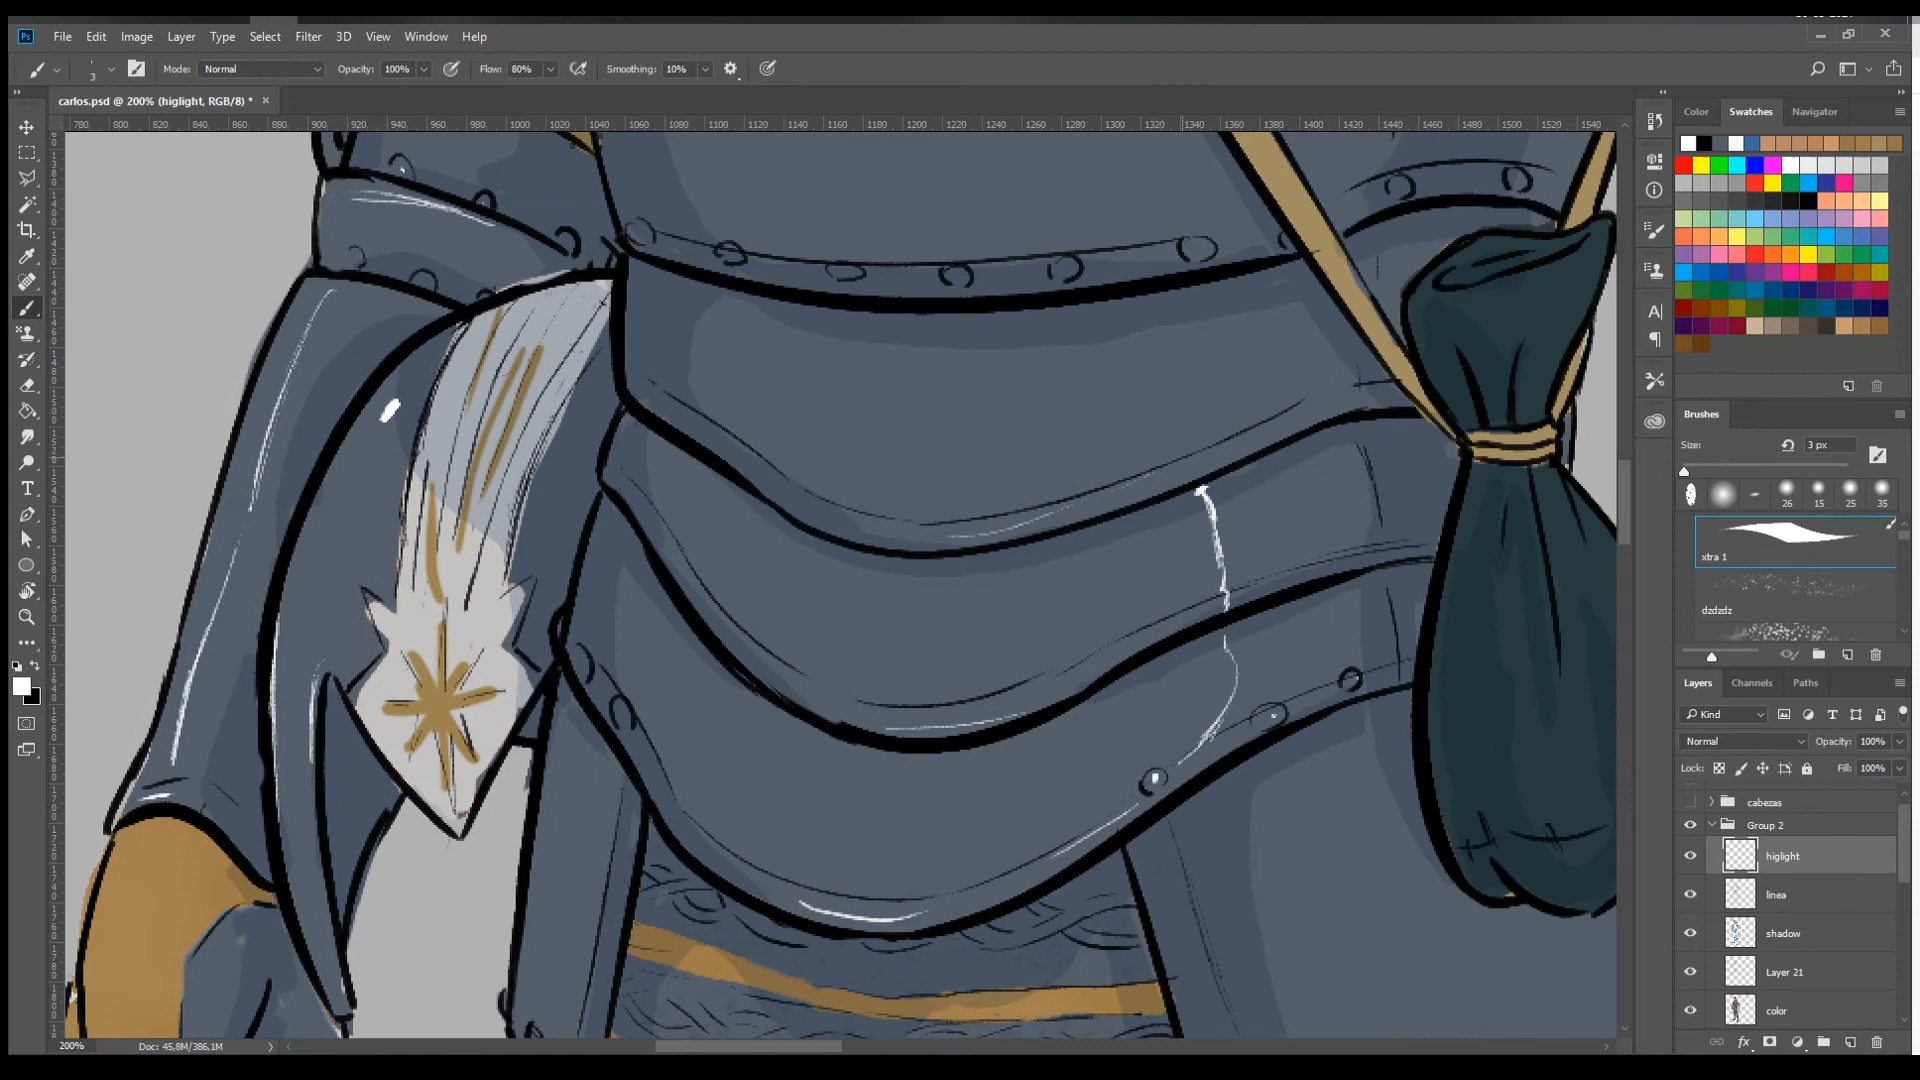 Ps File Edit Image Layer Type Select Filter 3D View Window Help
3 Mode: Normal Opacity: 100% Flow: 80% Smoothing: 10%
carlos.psd @ 200% (higlight, RGB/8) *
780 800 820 840 860 880 900 920 940 960 980 1000 1020 1040 1060 1080 1100 1120 1140 1160 1180 1200 1220 1240 1260 1280 1300 1320 1340 1360 1380 1400 1420 1440 1460 1480 1500 1520 1540
Color Swatches Navigator
Brushes
Size: 3 px
26 15 25 35
xtra 1
dzdzdz
Layers Channels Paths
Kind
Normal Opacity: 100%
Lock: Fill: 100%
cabezas
Group 2
higlight
linea
shadow
Layer 21
color
200% Doc: 45,8M/386,1M